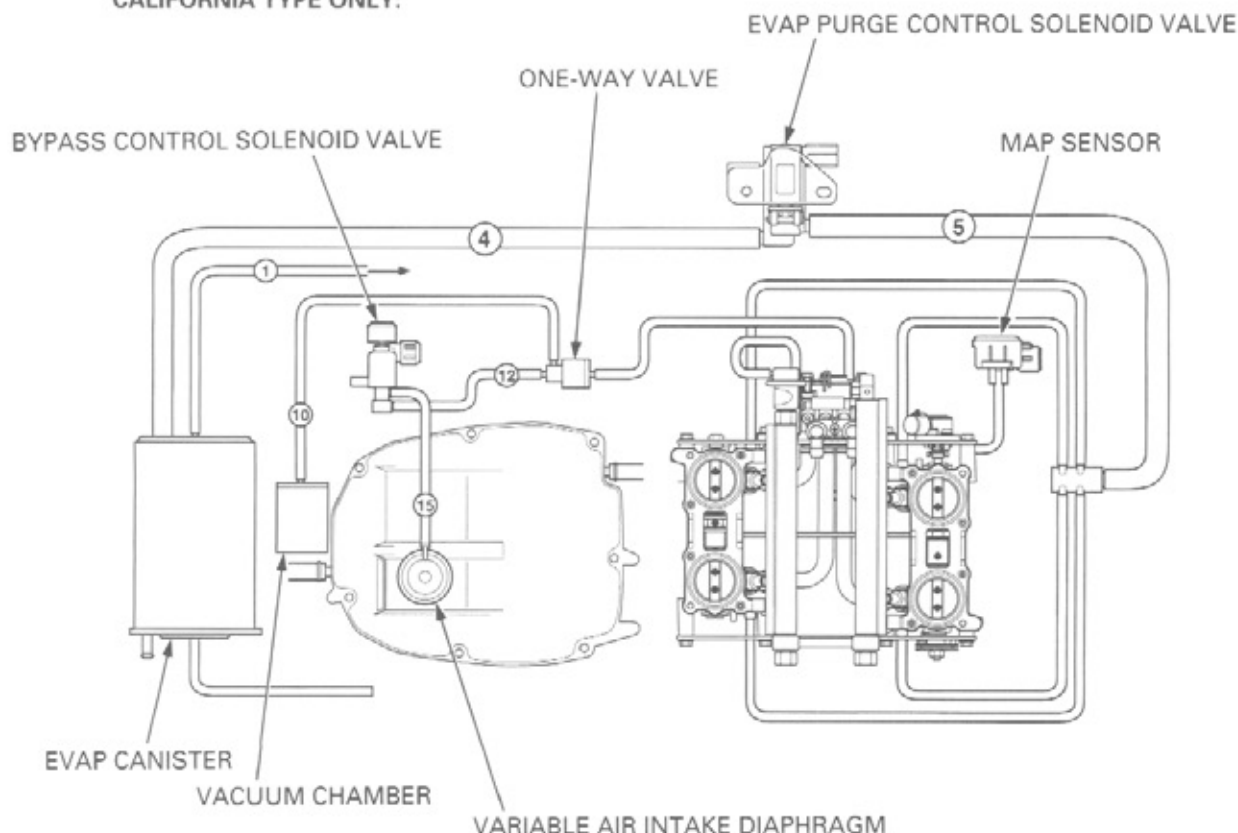 CALIFORNIA TYPE ONLY:
EVAP PURGE CONTROL SOLENOID VALVE
ONE-WAY VALVE
BYPASS CONTROL SOLENOID VALVE
MAP SENSOR
4
5
1
12
10
15
EVAP CANISTER
VACUUM CHAMBER
VARIABLE AIR INTAKE DIAPHRAGM